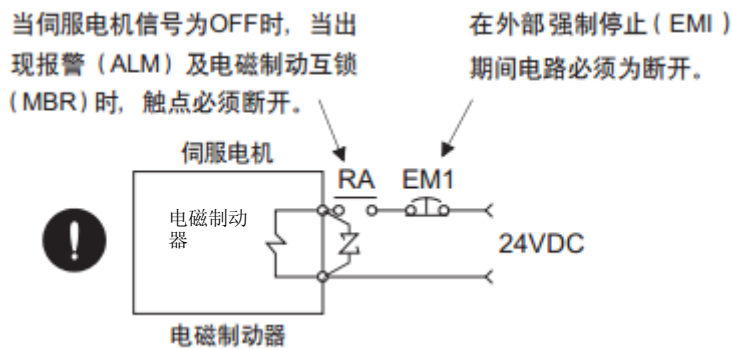 当伺服电机信号为OFF时，当出
现报警（ALM）及电磁制动互锁
（MBR）时，触点必须断开。
在外部强制停止（EMI）
期间电路必须为断开。
伺服电机
RA
EM1
电磁制动
器
24VDC
电磁制动器